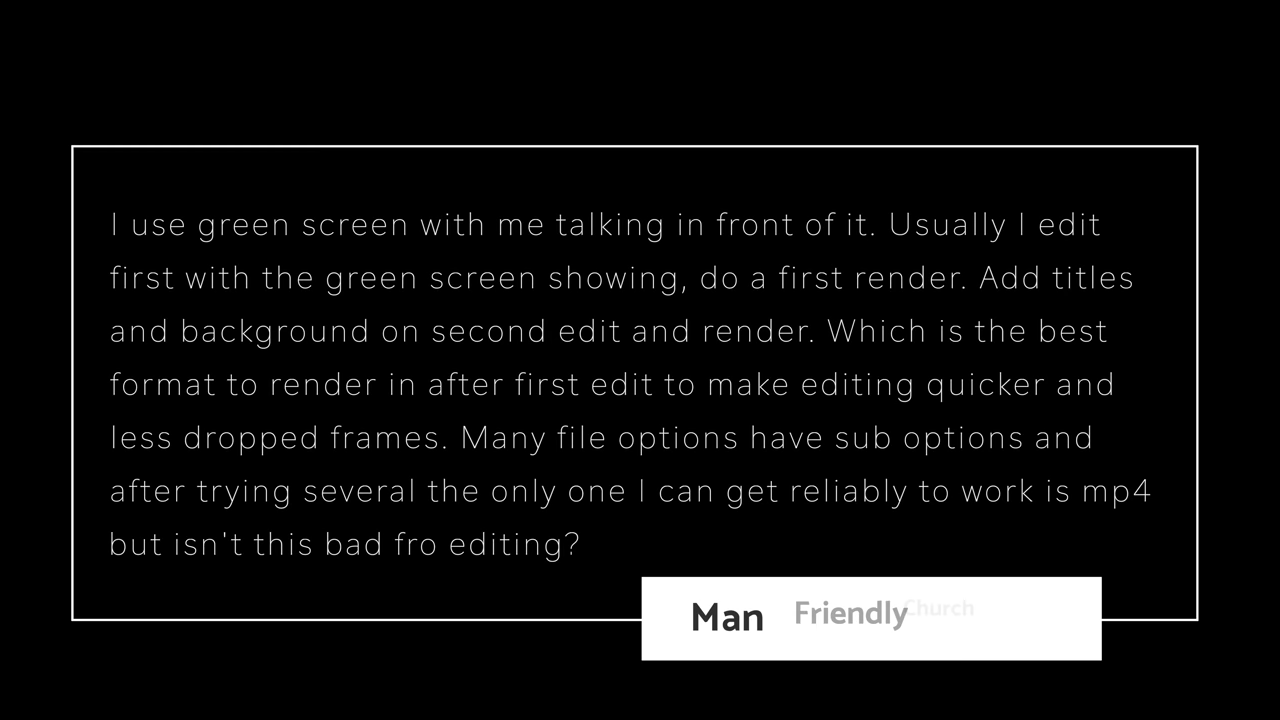 I use green screen with me talking in front of it. Usually I edit
first with the green screen showing, do a first render. Add titles
and background on second edit and render. Which is the best
format to render in after first edit to make editing quicker and
less dropped frames. Many file options have sub options and
after trying several the only one I can get reliably to work is mp4
but isn't this bad fro editing?
Man Friendly Church